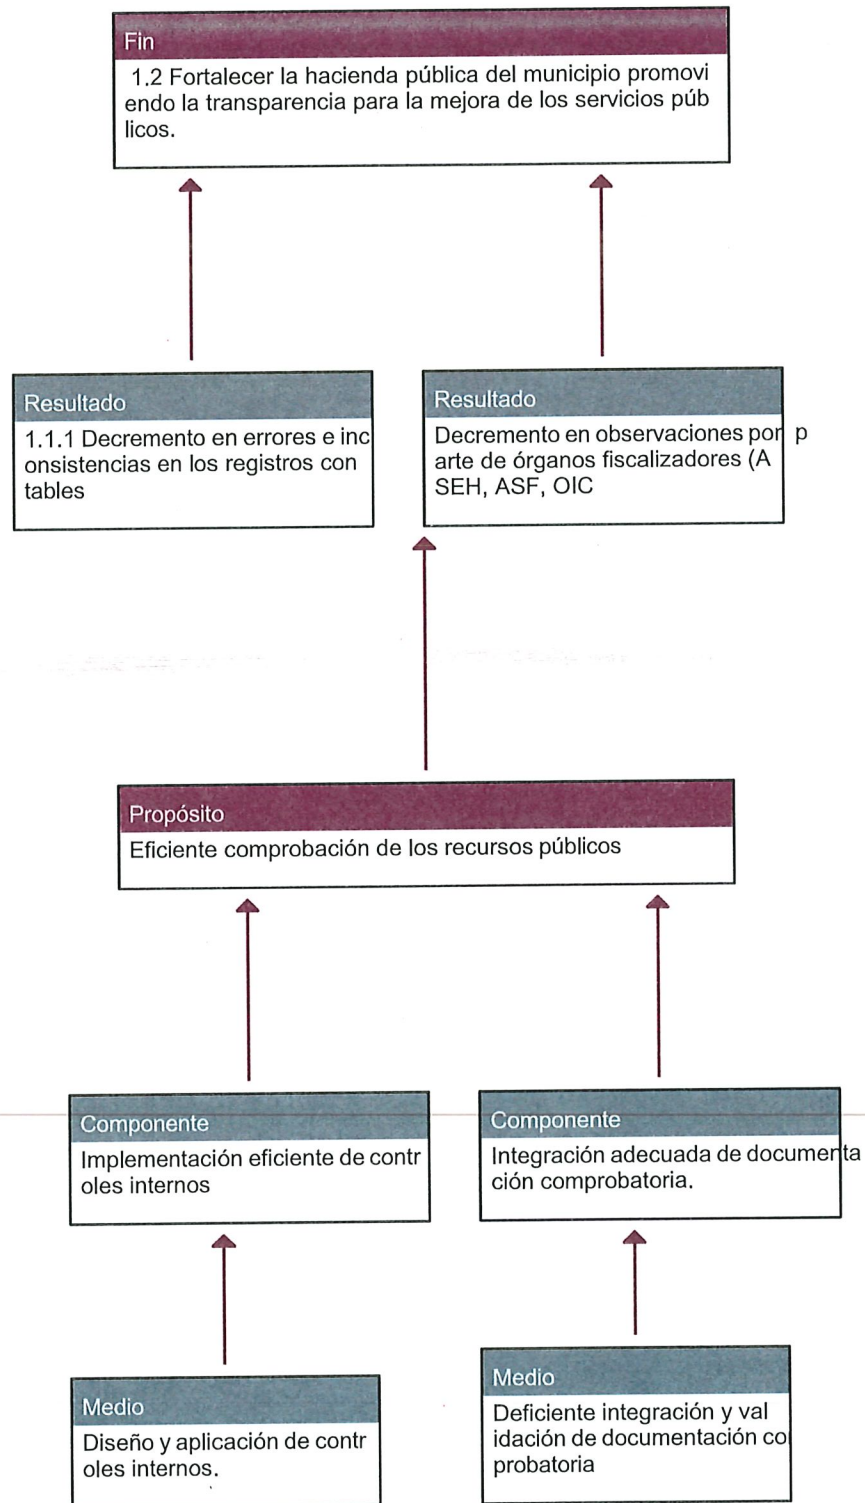 Fin
1.2 Fortalecer la hacienda pública del municipio promovi
endo la transparencia para la mejora de los servicios púb
licos.
Resultado
1.1.1 Decremento en errores e inc
onsistencias en los registros con
tables
Resultado
Decremento en observaciones por p
arte de órganos fiscalizadores (A
SEH, ASF, OIC
Propósito
Eficiente comprobación de los recursos públicos
Componente
Implementación eficiente de contr
oles internos
Componente
Integración adecuada de documenta
ción comprobatoria.
Medio
Diseño y aplicación de contr
oles internos.
Medio
Deficiente integración y val
idación de documentación co
probatoria